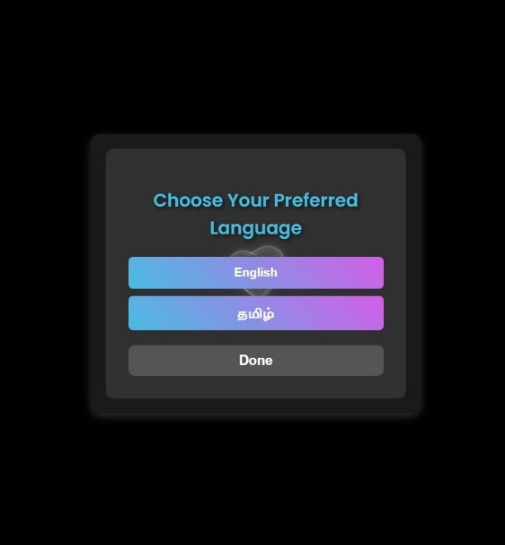 Choose Your Preferred
Language
English
தமிழ்
Done